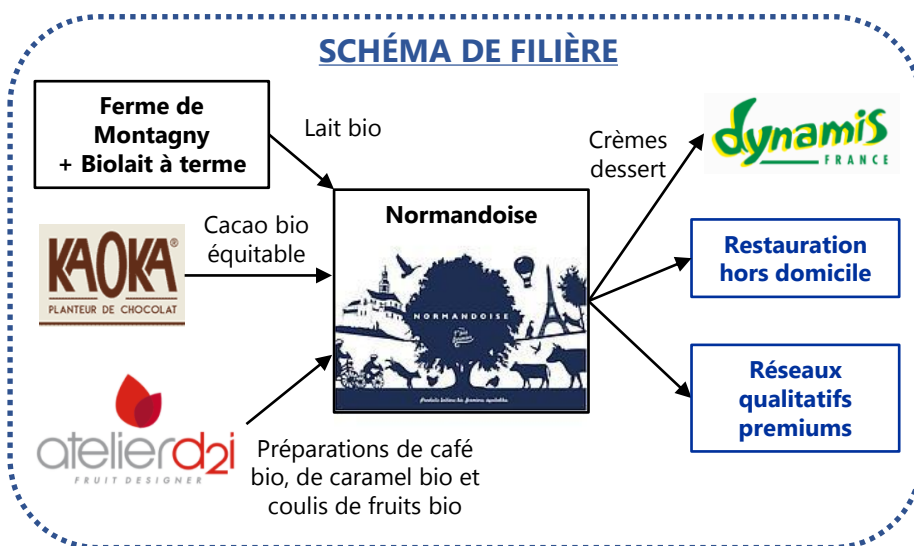 SCHÉMA DE FILIÈRE
Ferme de
Montagny
+ Biolait à terme
Lait bio
Crèmes
dessert
dynamis
FRANCE
KAOKA®
PLANTEUR DE CHOCOLAT
Cacao bio
équitable
Normandoise
NORMANDOISE
Restauration
hors domicile
atelierd2i
FRUIT DESIGNER
Préparations de café
bio, de caramel bio et
coulis de fruits bio
Réseaux
qualitatifs
premiums